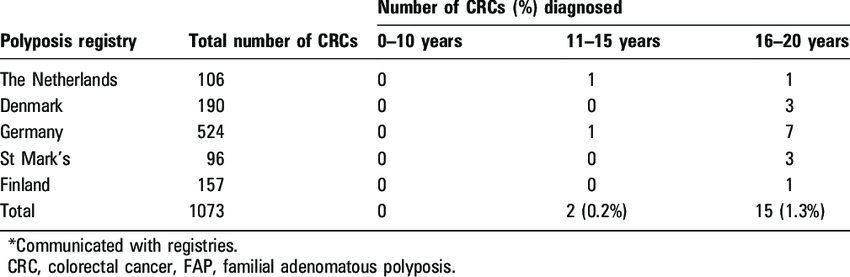 Number of CRCs (%) diagnosed
Polyposis registry Total number of CRCs 0–10 years 11–15 years 16–20 years
The Netherlands 106 0 1 1
Denmark 190 0 0 3
Germany 524 0 1 7
St Mark's 96 0 0 3
Finland 157 0 0 1
Total 1073 0 2 (0.2%) 15 (1.3%)
*Communicated with registries.
CRC, colorectal cancer, FAP, familial adenomatous polyposis.